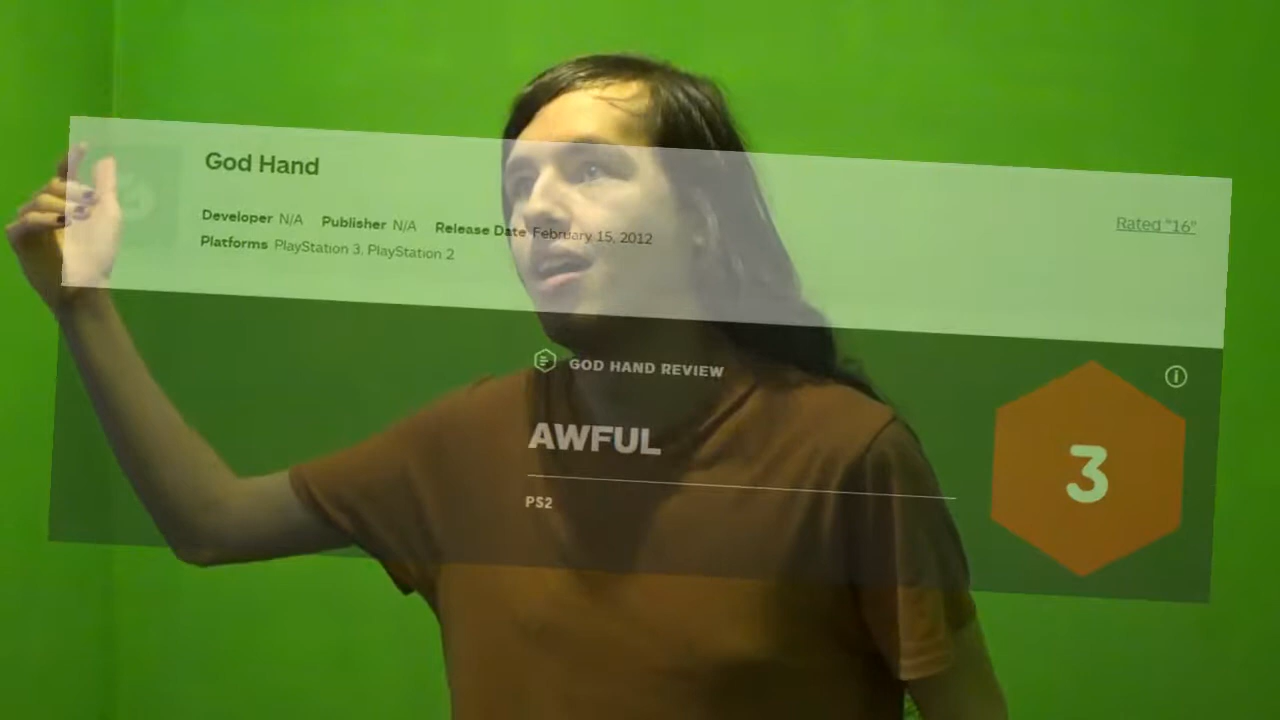 God Hand
Developer N/A Publisher N/A Release Date February 15, 2012
Platforms PlayStation 3, PlayStation 2
Rated "16"
GOD HAND REVIEW
AWFUL
PS2
3